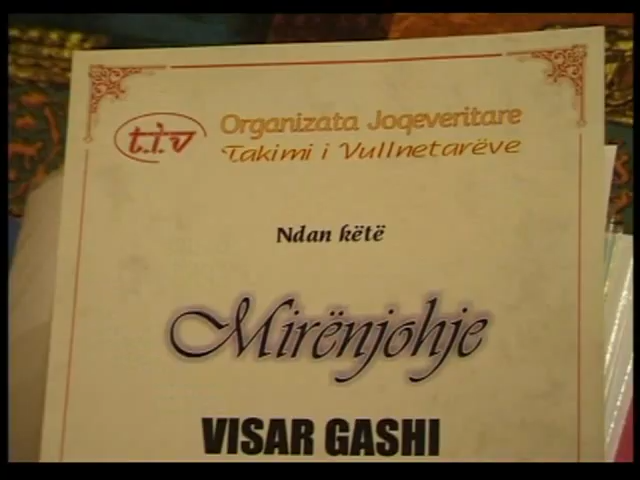 t.i.v
Organizata Joqeveritare
Takimi i Vullnetarëve
Ndan këtë
Mirënjohje
VISAR GASHI